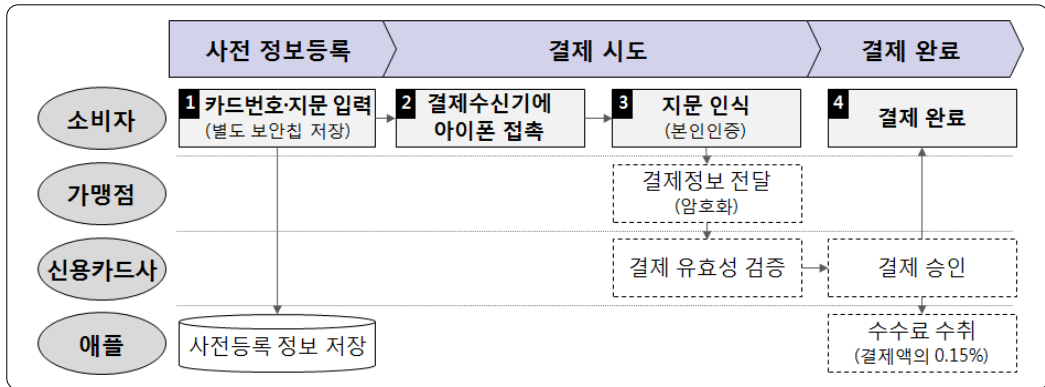 사전 정보등록
결제 시도
결제 완료
소비자
1 카드번호·지문 입력
(별도 보안칩 저장)
2 결제수신기에
아이폰 접촉
3 지문 인식
(본인인증)
4 결제 완료
가맹점
결제정보 전달
(암호화)
신용카드사
결제 유효성 검증
결제 승인
애플
사전등록 정보 저장
수수료 수취
(결제액의 0.15%)